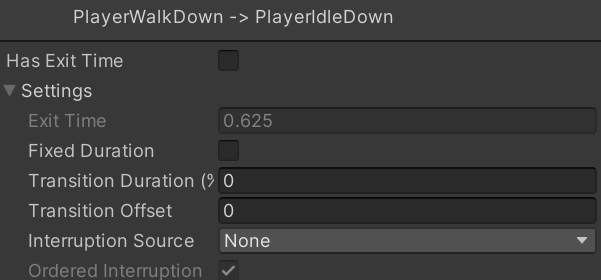 PlayerWalkDown -> PlayerIdleDown
Has Exit Time
Settings
Exit Time 0.625
Fixed Duration
Transition Duration (% 0
Transition Offset 0
Interruption Source None
Ordered Interruption